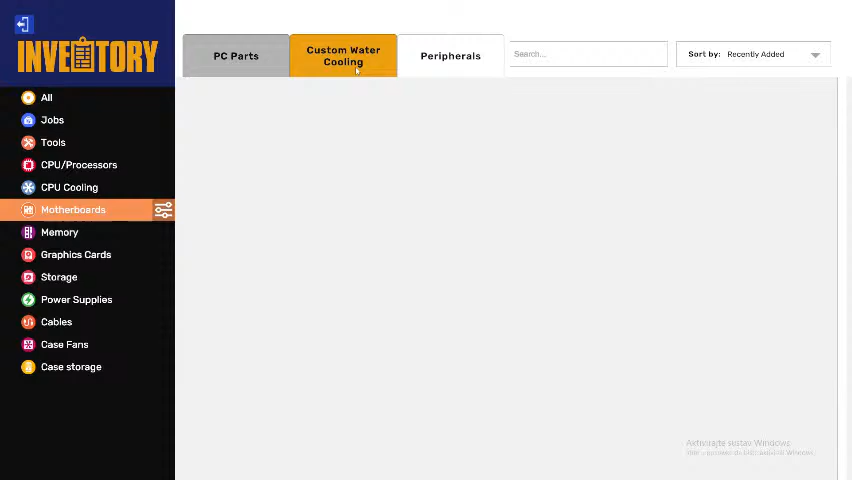 INVENTORY
PC Parts
Custom Water
Cooling
Peripherals
Search...
Sort by: Recently Added
All
Jobs
Tools
CPU/Processors
CPU Cooling
Motherboards
Memory
Graphics Cards
Storage
Power Supplies
Cables
Case Fans
Case storage
Aktivirajte sustav Windows